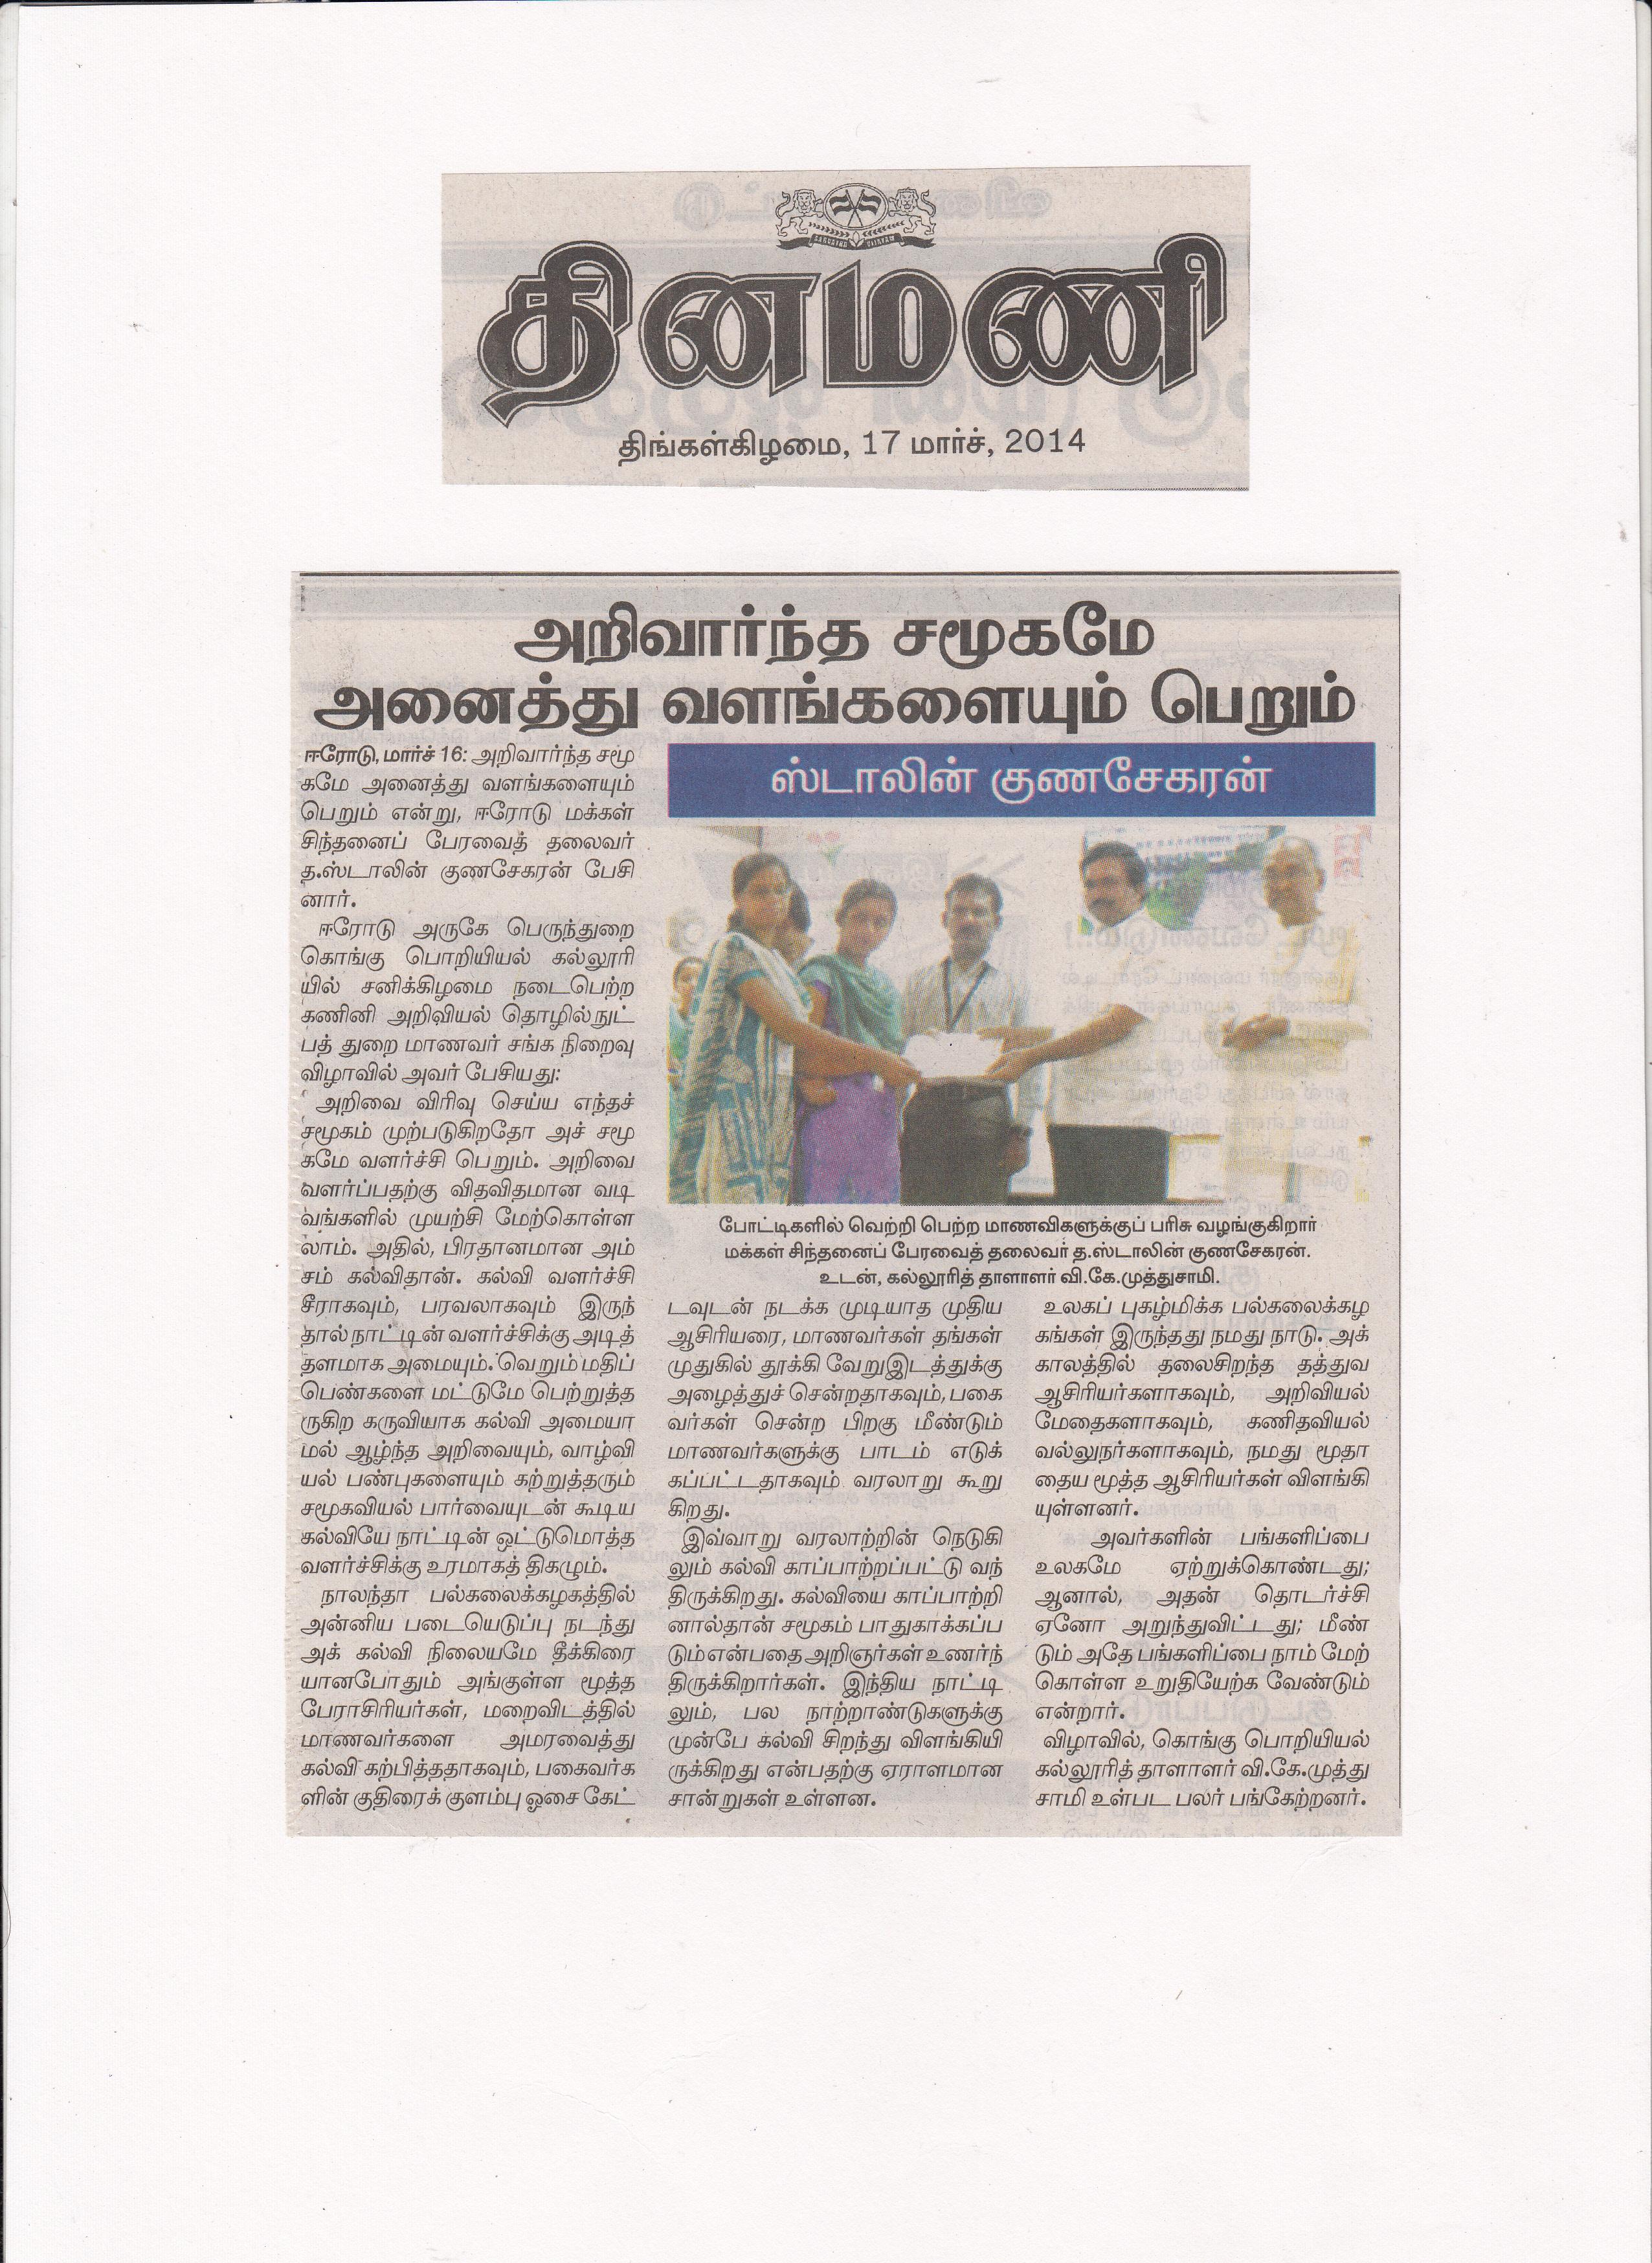 தினமணி
திங்கள்கிழமை, 17 மார்ச், 2014
அறிவார்ந்த சமூகமே
அனைத்து வளங்களையும் பெறும்
ஸ்டாலின் குணசேகரன்
ஈரோடு, மார்ச் 16: அறிவார்ந்த சமூ
கமே அனைத்து வளங்களையும்
பெறும் என்று, ஈரோடு மக்கள்
சிந்தனைப் பேரவைத் தலைவர்
த.ஸ்டாலின் குணசேகரன் பேசி
னார்.
ஈரோடு அருகே பெருந்துறை
கொங்கு பொறியியல் கல்லூரி
யில் சனிக்கிழமை நடைபெற்ற
கணினி அறிவியல் தொழில்நுட்
பத் துறை மாணவர் சங்க நிறைவு
விழாவில் அவர் பேசியது:
அறிவை விரிவு செய்ய எந்தச்
சமூகம் முற்படுகிறதோ அச் சமூ
கமே வளர்ச்சி பெறும். அறிவை
வளர்ப்பதற்கு விதவிதமான வடி
வங்களில் முயற்சி மேற்கொள்ள
லாம். அதில், பிரதானமான அம்
சம் கல்விதான். கல்வி வளர்ச்சி
சீராகவும், பரவலாகவும் இருந்
தால் நாட்டின் வளர்ச்சிக்கு அடித்
தளமாக அமையும். வெறும் மதிப்
பெண்களை மட்டுமே பெற்றுத்த
ருகிற கருவியாக கல்வி அமையா
மல் ஆழ்ந்த அறிவையும், வாழ்வி
யல் பண்புகளையும் கற்றுத்தரும்
சமூகவியல் பார்வையுடன் கூடிய
கல்வியே நாட்டின் ஒட்டுமொத்த
வளர்ச்சிக்கு உரமாகத் திகழும்.
நாலந்தா பல்கலைக்கழகத்தில்
அன்னிய படையெடுப்பு நடந்து
அக் கல்வி நிலையமே தீக்கிரை
யானபோதும் அங்குள்ள மூத்த
பேராசிரியர்கள், மறைவிடத்தில்
மாணவர்களை அமரவைத்து
கல்வி கற்பித்ததாகவும், பகைவர்க
ளின் குதிரைக் குளம்பு ஓசை கேட்
போட்டிகளில் வெற்றி பெற்ற மாணவிகளுக்குப் பரிசு வழங்குகிறார்
மக்கள் சிந்தனைப் பேரவைத் தலைவர் த.ஸ்டாலின் குணசேகரன்.
உடன், கல்லூரித் தாளாளர் வி.கே.முத்துசாமி.
டவுடன் நடக்க முடியாத முதிய
ஆசிரியரை, மாணவர்கள் தங்கள்
முதுகில் தூக்கி வேறுஇடத்துக்கு
அழைத்துச் சென்றதாகவும், பகை
வர்கள் சென்ற பிறகு மீண்டும்
மாணவர்களுக்கு பாடம் எடுக்
கப்பட்டதாகவும் வரலாறு கூறு
கிறது.
இவ்வாறு வரலாற்றின் நெடுகி
லும் கல்வி காப்பாற்றப்பட்டு வந்
திருக்கிறது. கல்வியை காப்பாற்றி
னால்தான் சமூகம் பாதுகாக்கப்ப
டும் என்பதை அறிஞர்கள் உணர்ந்
திருக்கிறார்கள். இந்திய நாட்டி
லும், பல நூற்றாண்டுகளுக்கு
முன்பே கல்வி சிறந்து விளங்கியி
ருக்கிறது என்பதற்கு ஏராளமான
சான்றுகள் உள்ளன.
உலகப் புகழ்மிக்க பல்கலைக்கழ
கங்கள் இருந்தது நமது நாடு. அக்
காலத்தில் தலைசிறந்த தத்துவ
ஆசிரியர்களாகவும், அறிவியல்
மேதைகளாகவும், கணிதவியல்
வல்லுநர்களாகவும், நமது மூதா
தைய மூத்த ஆசிரியர்கள் விளங்கி
யுள்ளனர்.
அவர்களின் பங்களிப்பை
உலகமே ஏற்றுக்கொண்டது;
ஆனால், அதன் தொடர்ச்சி
ஏனோ அறுந்துவிட்டது; மீண்
டும் அதே பங்களிப்பை நாம் மேற்
கொள்ள உறுதியேற்க வேண்டும்
என்றார்.
விழாவில், கொங்கு பொறியியல்
கல்லூரித் தாளாளர் வி.கே.முத்து
சாமி உள்பட பலர் பங்கேற்றனர்.